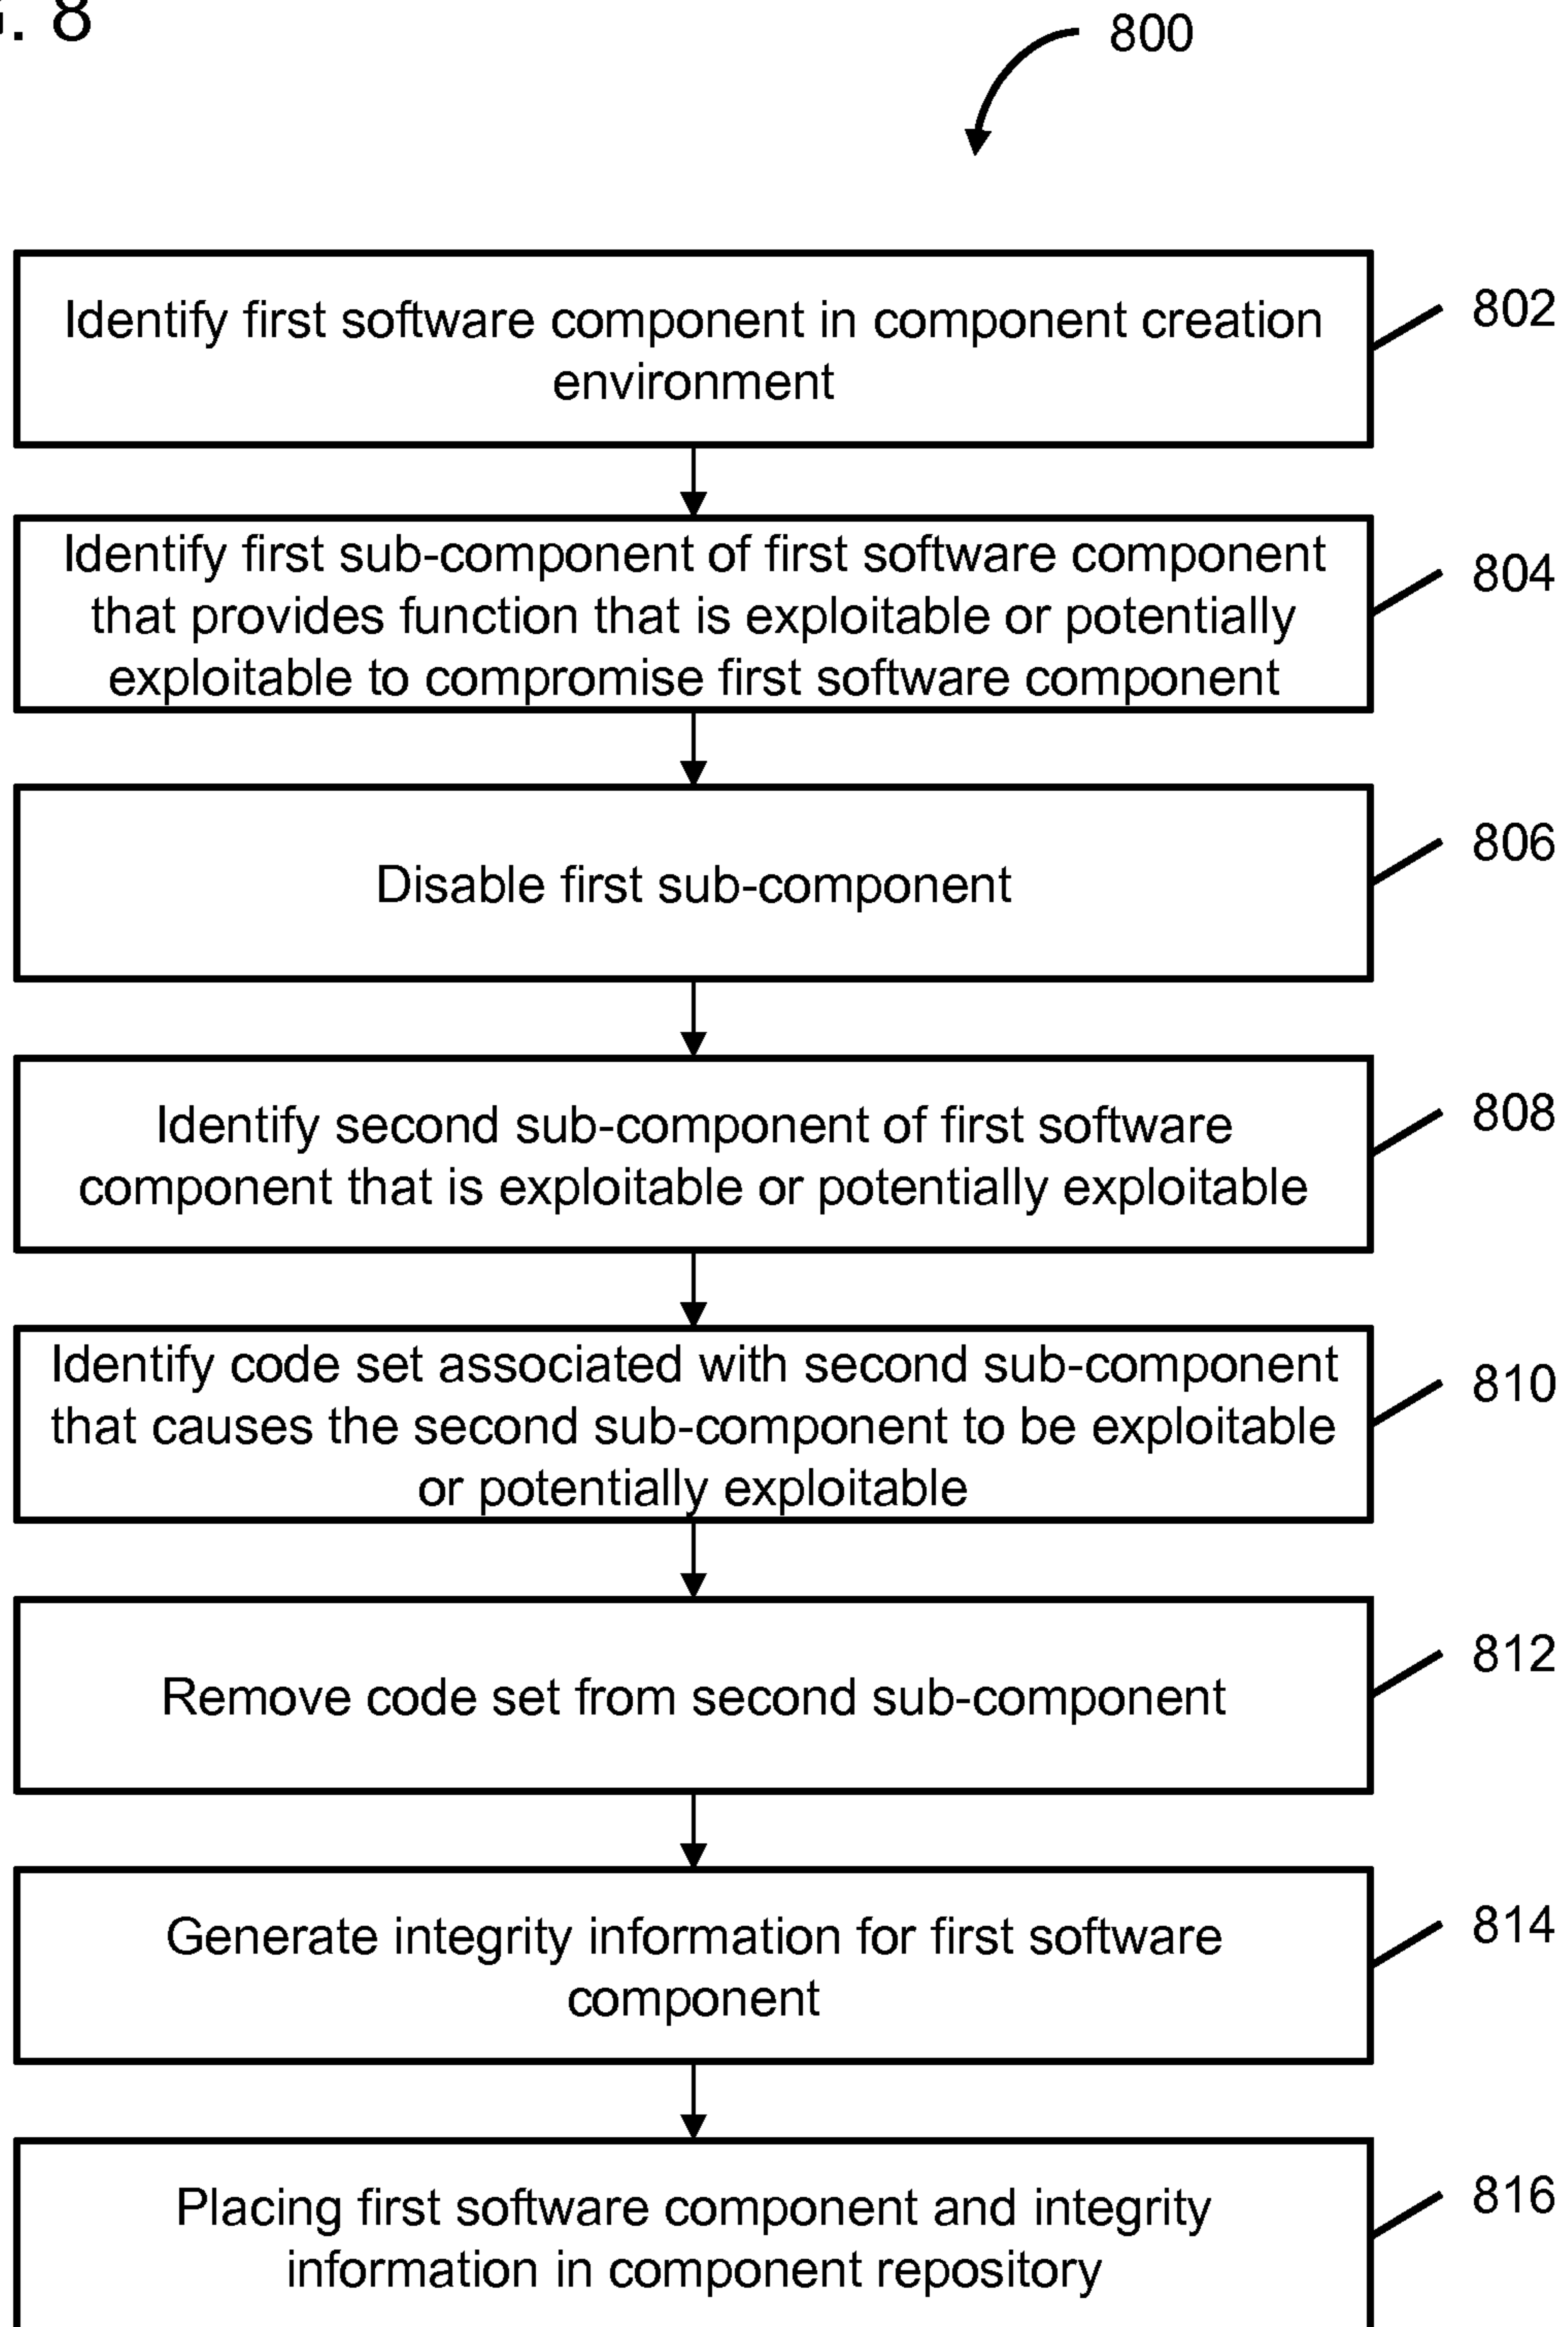 . 8
800
Identify first software component in component creation
environment
802
Identify first sub-component of first software component
that provides function that is exploitable or potentially
exploitable to compromise first software component
804
Disable first sub-component
806
Identify second sub-component of first software
component that is exploitable or potentially exploitable
808
Identify code set associated with second sub-component
that causes the second sub-component to be exploitable
or potentially exploitable
810
Remove code set from second sub-component
812
Generate integrity information for first software
component
814
Placing first software component and integrity
information in component repository
816